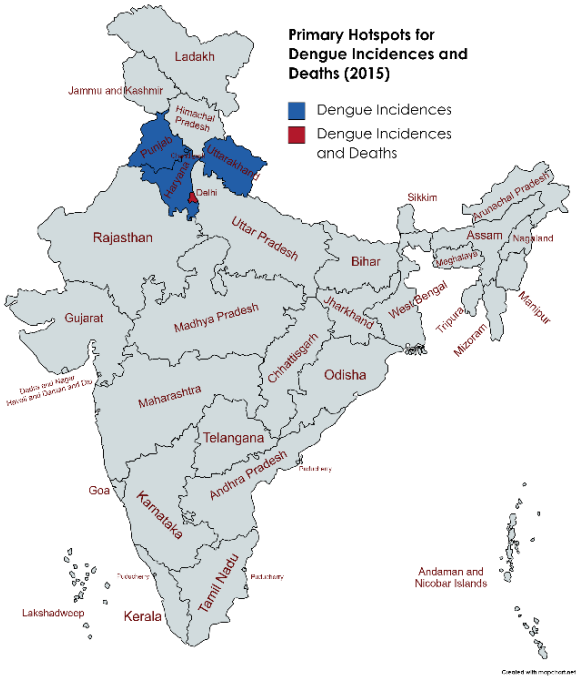 Primary Hotspots for
Dengue Incidences and
Deaths (2015)
Dengue Incidences
Dengue Incidences
and Deaths
Ladakh
Jammu and Kashmir
Himachal
Pradesh
Punjab
Uttarakhand
Haryana
Delhi
Sikkim
Arunachal Pradesh
Rajasthan
Uttar Pradesh
Bihar
Assam
Nagaland
Meghalaya
Manipur
Tripura
Mizoram
West Bengal
Jharkhand
Gujarat
Madhya Pradesh
Chhattisgarh
Odisha
Dadra and Nagar
Haveli and Daman and Diu
Maharashtra
Telangana
Andhra Pradesh
Puducherry
Goa
Karnataka
Andaman and
Nicobar Islands
Puducherry
Puducherry
Tamil Nadu
Lakshadweep
Kerala
Created with mapchart.net